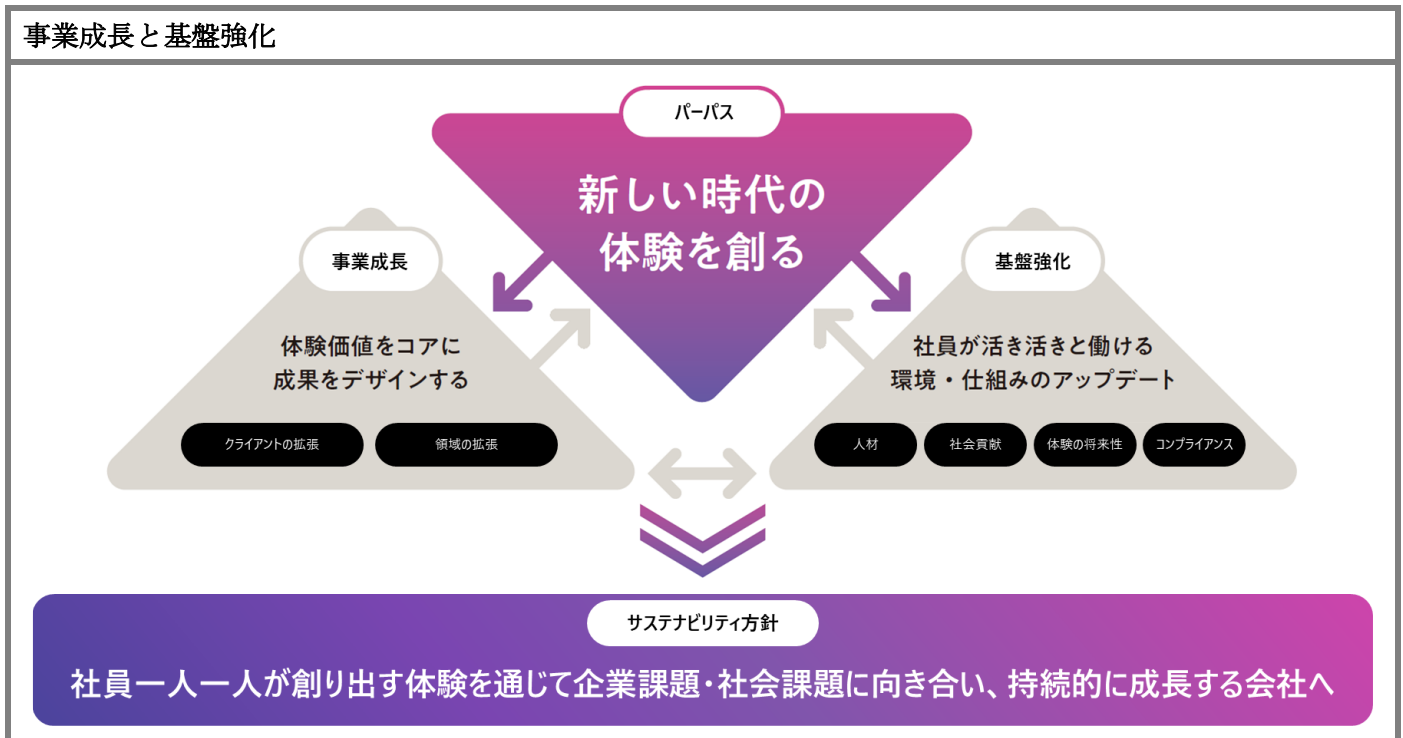 事業成長と基盤強化
パーパス
新しい時代の
体験を創る
事業成長
体験価値をコアに
成果をデザインする
クライアントの拡張
領域の拡張
基盤強化
社員が活き活きと働ける
環境・仕組みのアップデート
人材
社会貢献
体験の将来性
コンプライアンス
サステナビリティ方針
社員一人一人が創り出す体験を通じて企業課題・社会課題に向き合い、持続的に成長する会社へ